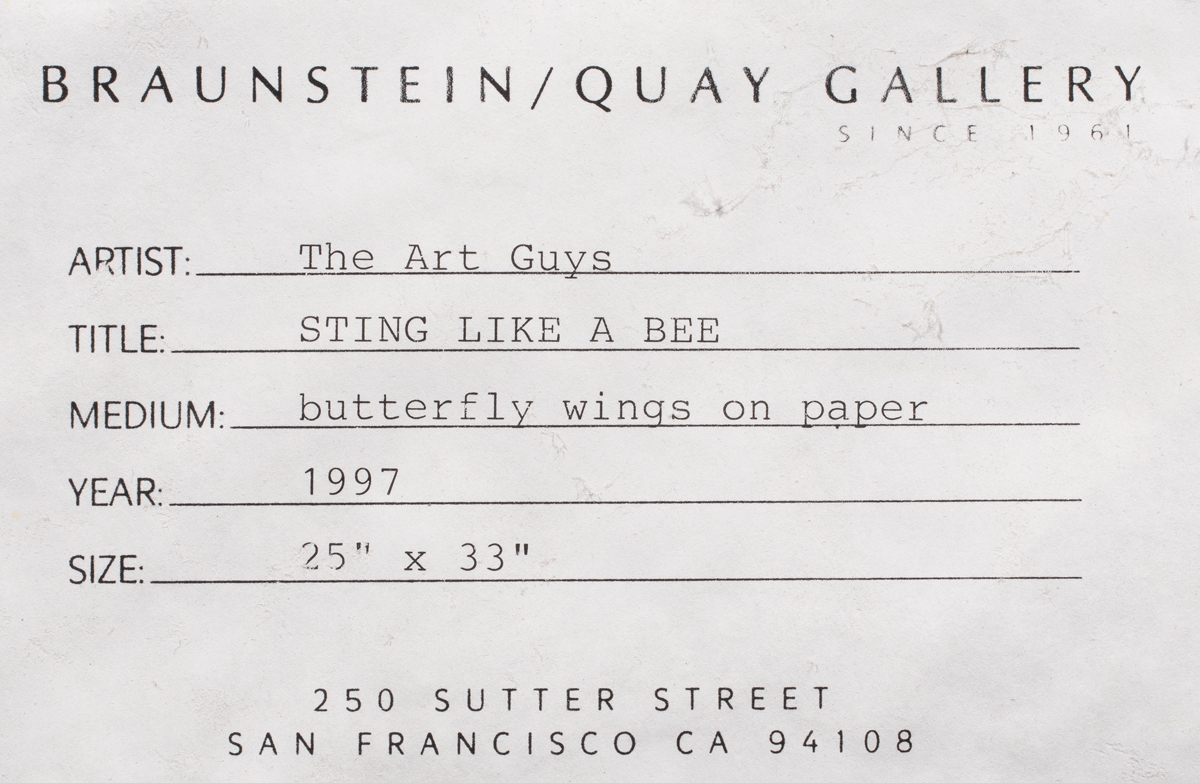 BRAUNSTEIN/QUAY GALLERY
SINCE 1961
ARTIST: The Art Guys
TITLE: STING LIKE A BEE
MEDIUM: butterfly wings on paper
YEAR: 1997
SIZE: 25" x 33"
250 SUTTER STREET
SAN FRANCISCO CA 94108